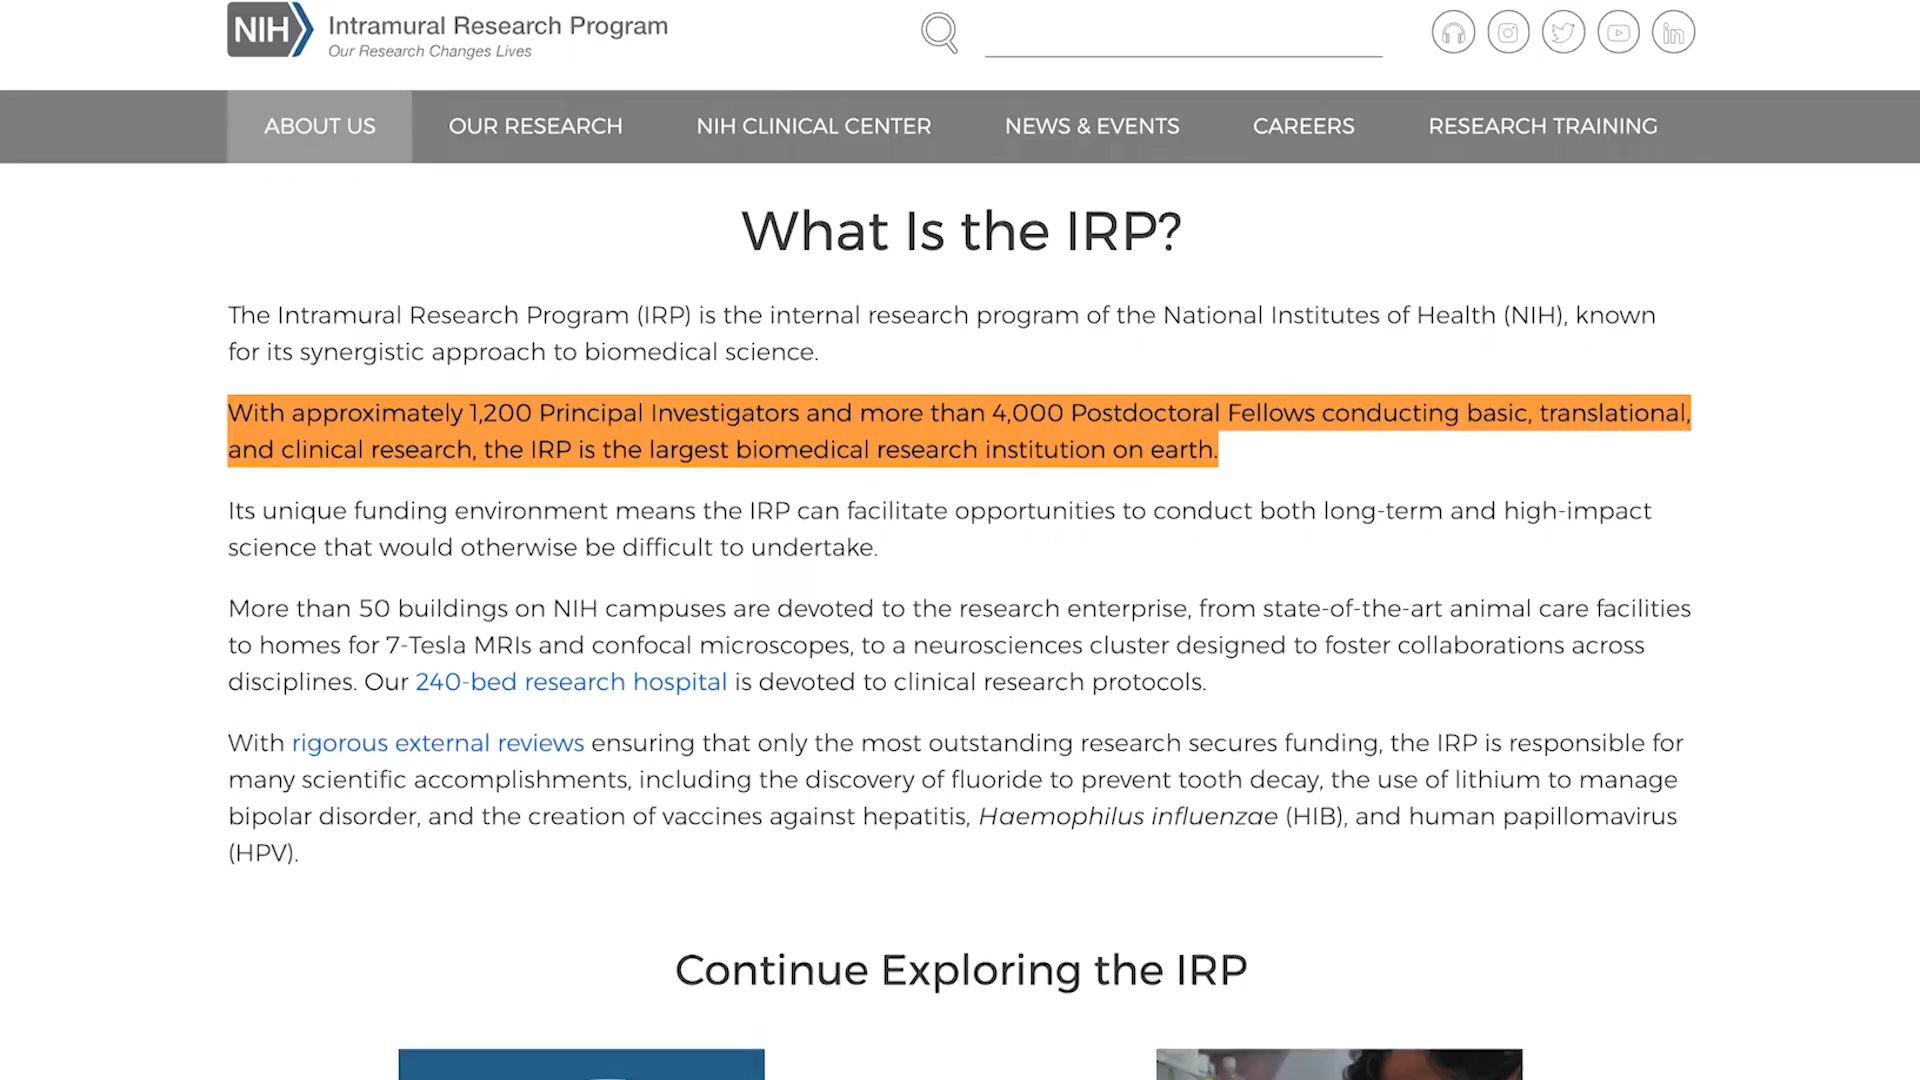 NIH Intramural Research Program
Our Research Changes Lives
ABOUT US OUR RESEARCH NIH CLINICAL CENTER NEWS & EVENTS CAREERS RESEARCH TRAINING
What Is the IRP?
The Intramural Research Program (IRP) is the internal research program of the National Institutes of Health (NIH), known
for its synergistic approach to biomedical science.
With approximately 1,200 Principal Investigators and more than 4,000 Postdoctoral Fellows conducting basic, translational,
and clinical research, the IRP is the largest biomedical research institution on earth.
Its unique funding environment means the IRP can facilitate opportunities to conduct both long-term and high-impact
science that would otherwise be difficult to undertake.
More than 50 buildings on NIH campuses are devoted to the research enterprise, from state-of-the-art animal care facilities
to homes for 7-Tesla MRIs and confocal microscopes, to a neurosciences cluster designed to foster collaborations across
disciplines. Our 240-bed research hospital is devoted to clinical research protocols.
With rigorous external reviews ensuring that only the most outstanding research secures funding, the IRP is responsible for
many scientific accomplishments, including the discovery of fluoride to prevent tooth decay, the use of lithium to manage
bipolar disorder, and the creation of vaccines against hepatitis, Haemophilus influenzae (HIB), and human papillomavirus
(HPV).
Continue Exploring the IRP